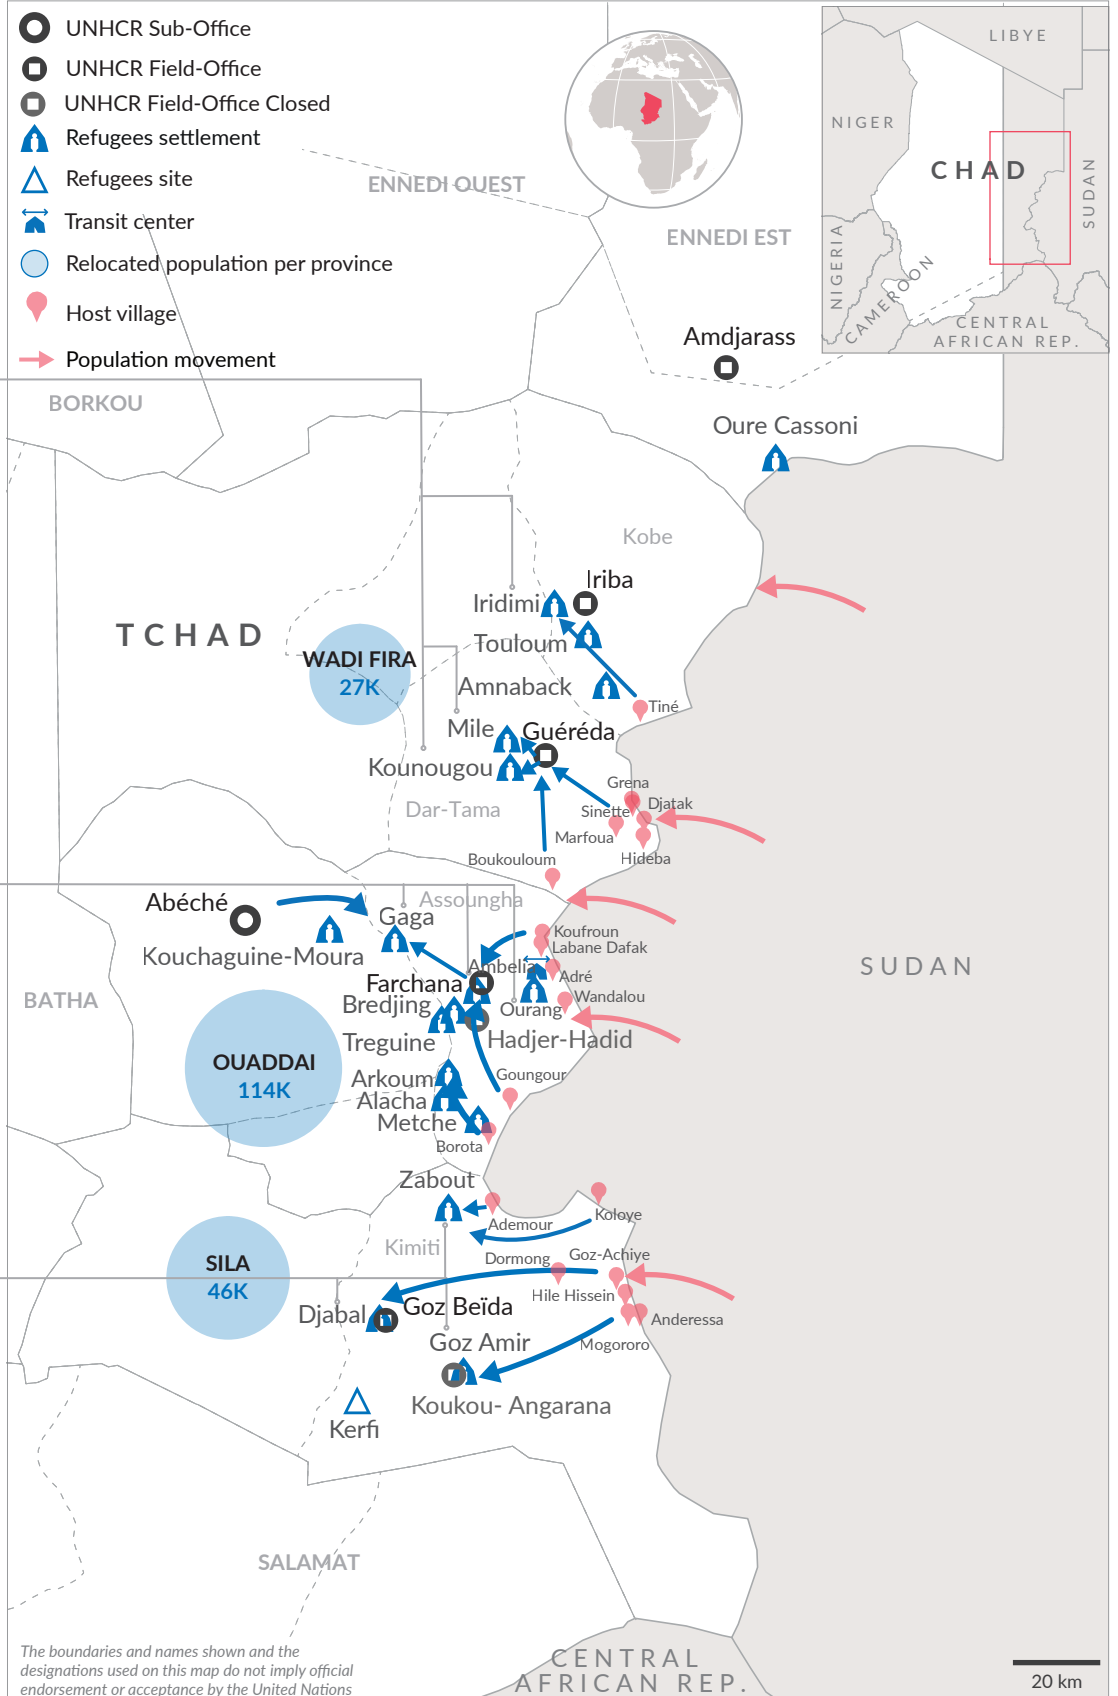 UNHCR Sub-Office
UNHCR Field-Office
UNHCR Field-Office Closed
Refugees settlement
Refugees site
Transit center
Relocated population per province
Host village
Population movement
LIBYE
NIGER
CHAD
SUDAN
NIGERIA
CAMEROON
CENTRAL
AFRICAN REP.
ENNEDI OUEST
ENNEDI EST
Amdjarass
BORKOU
Oure Cassoni
Kobe
Iriba
Iridimi
TCHAD
Touloum
WADI FIRA
27K
Amnaback
Tiné
Mile
Guéréda
Kounougou
Grena
Djatak
Sinette
Dar-Tama
Marfoua
Hideba
Boukouloum
Abéché
Assoungha
Gaga
Koufroun
Labane Dafak
Kouchaguine-Moura
Ambelia
Adré
SUDAN
Farchana
BATHA
Bredjing
Wandalou
Ourang
Treguine
Hadjer-Hadid
OUADDAI
114K
Arkoum
Goungour
Alacha
Metche
Borota
Zabout
Koloye
Ademour
Kimiti
Dormong
Goz-Achiye
SILA
46K
Hile Hissein
Djabal
Goz Beïda
Anderessa
Goz Amir
Mogororo
Koukou- Angarana
Kerfi
SALAMAT
The boundaries and names shown and the
designations used on this map do not imply official
endorsement or acceptance by the United Nations
CENTRAL
AFRICAN REP.
20 km